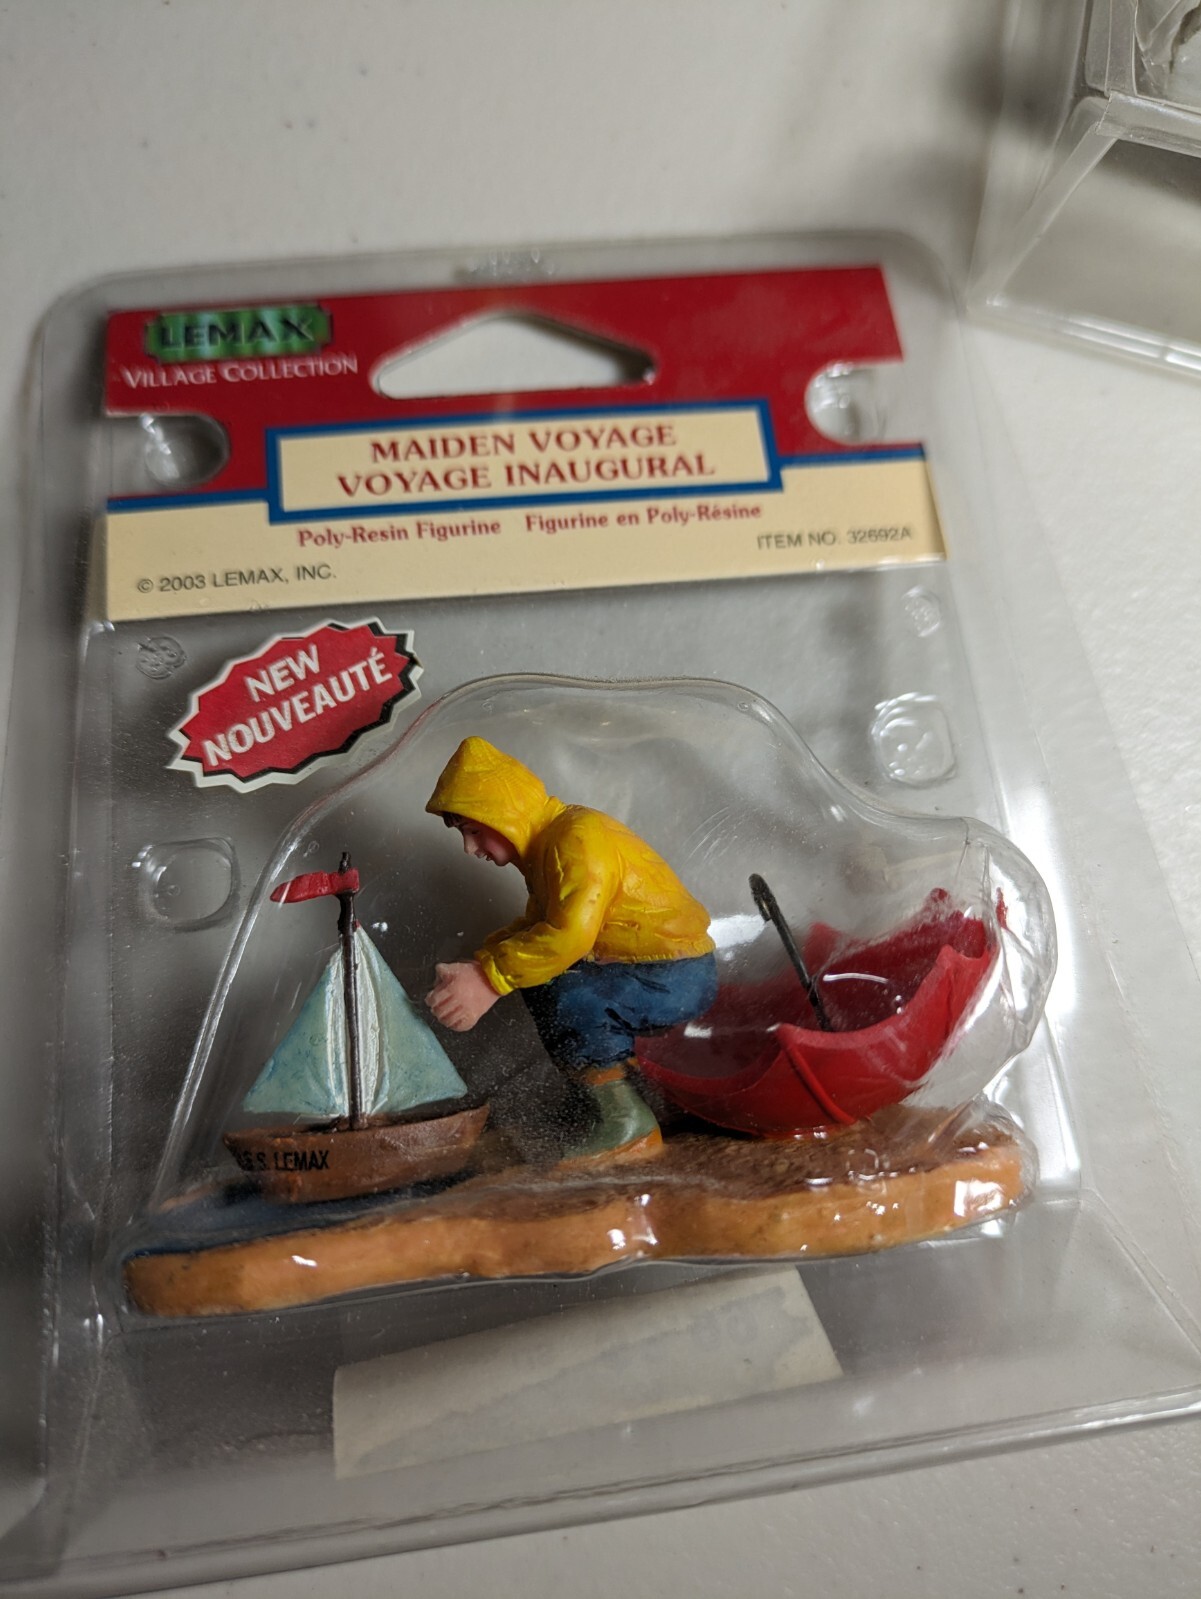 LEMAX
VILLAGE COLLECTION
MAIDEN VOYAGE
VOYAGE INAUGURAL
Poly-Resin Figurine Figurine en Poly-Résine
ITEM NO. 32692A
© 2003 LEMAX, INC.
NEW
NOUVEAUTÉ
S.S. LEMAX